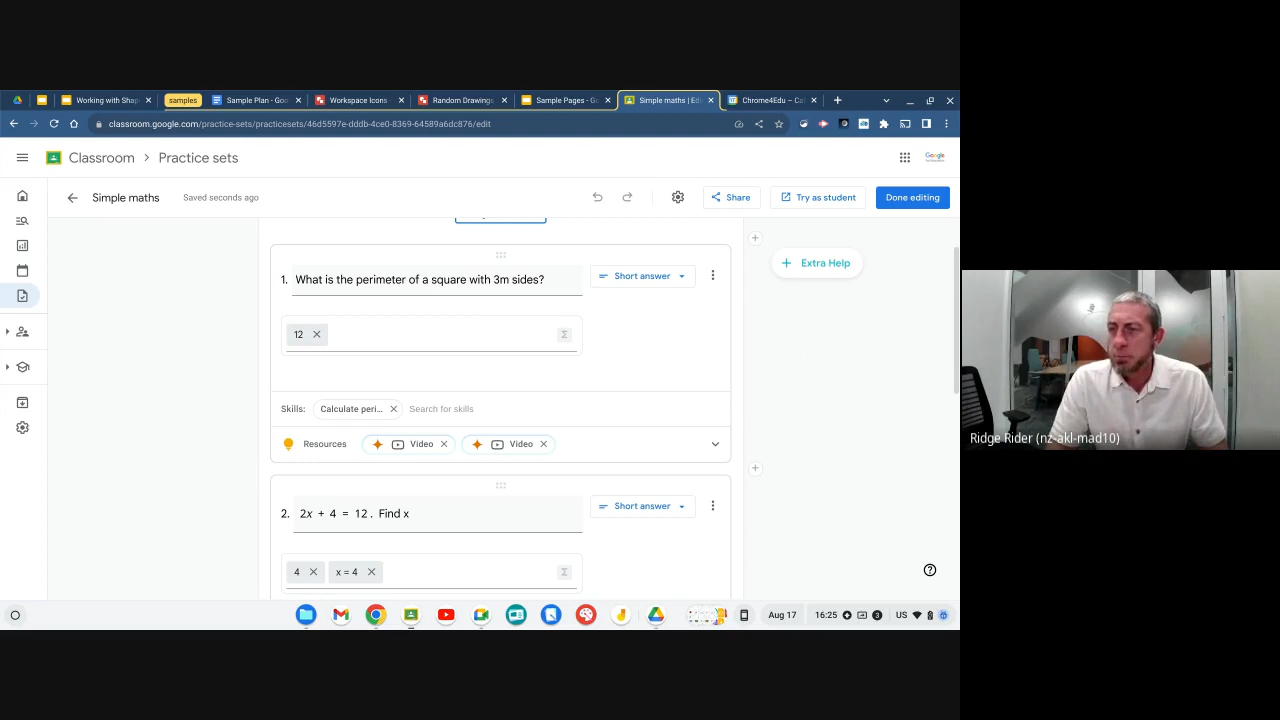 Working with Shap
samples
Sample Plan - Goo
Workspace Icons
Random Drawings
Sample Pages - Go
Simple maths | Edi
Chrome4Edu – Cal
classroom.google.com/practice-sets/practicesets/46d5597e-dddb-4ce0-8369-64589a6dc876/edit
Classroom > Practice sets
Simple maths
Saved seconds ago
Share
Try as student
Done editing
1. What is the perimeter of a square with 3m sides?
Short answer
+ Extra Help
12
Skills: Calculate peri... Search for skills
Resources Video Video
2. 2x + 4 = 12 . Find x
Short answer
4 x = 4
Aug 17 16:25 3 US
Ridge Rider (nz-akl-mad10)